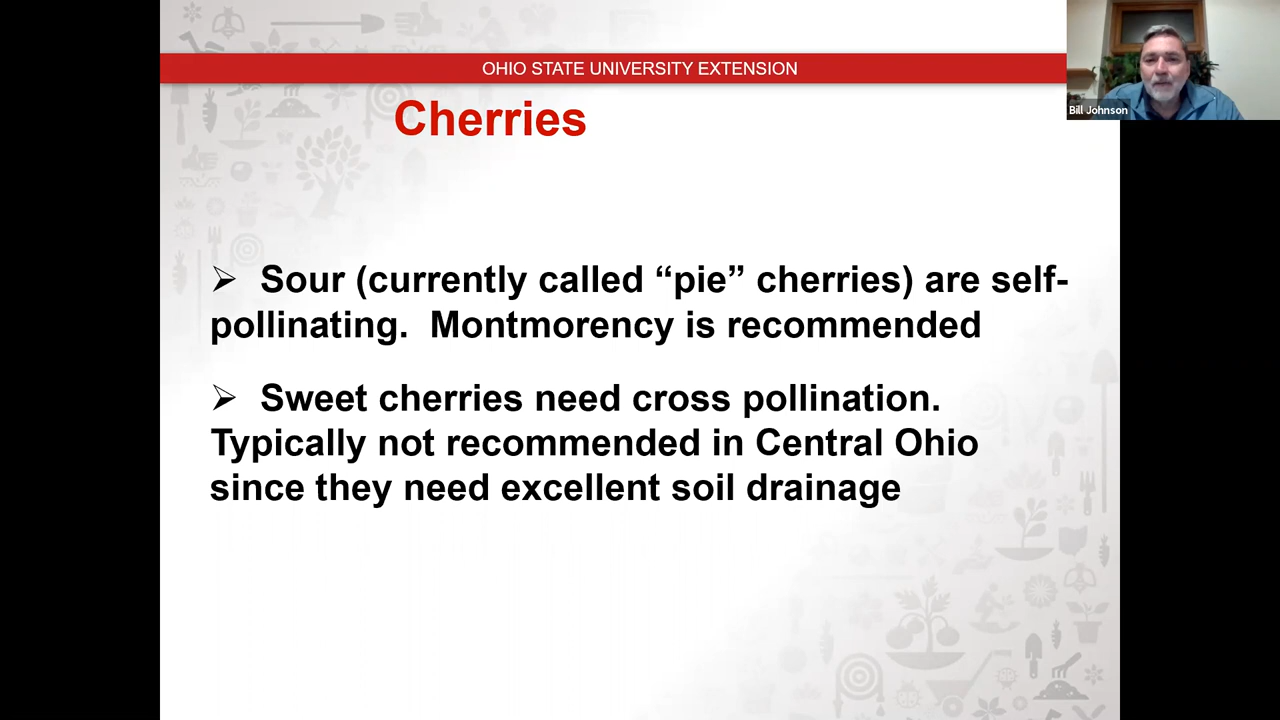 OHIO STATE UNIVERSITY EXTENSION
Cherries
Bill Johnson
➢ Sour (currently called “pie” cherries) are self-
pollinating. Montmorency is recommended
➢ Sweet cherries need cross pollination.
Typically not recommended in Central Ohio
since they need excellent soil drainage